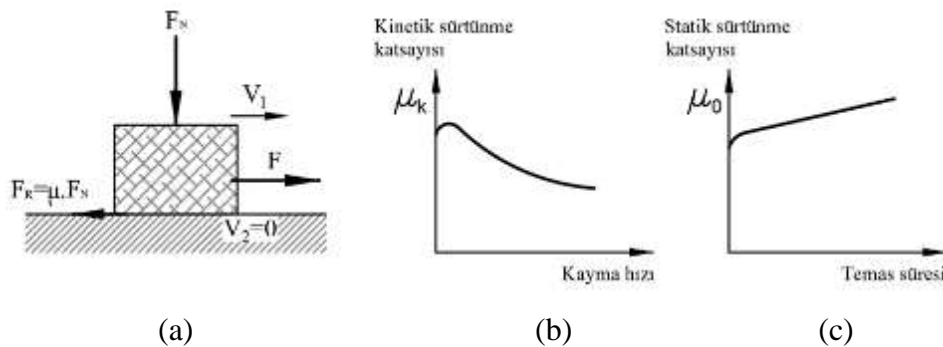 F_N
V_1
F
F_R=μ.F_N
V_2=0
(a)
Kinetik sürtünme
katsayısı
μ_k
Kayma hızı
(b)
Statik sürtünme
katsayısı
μ_0
Temas süresi
(c)